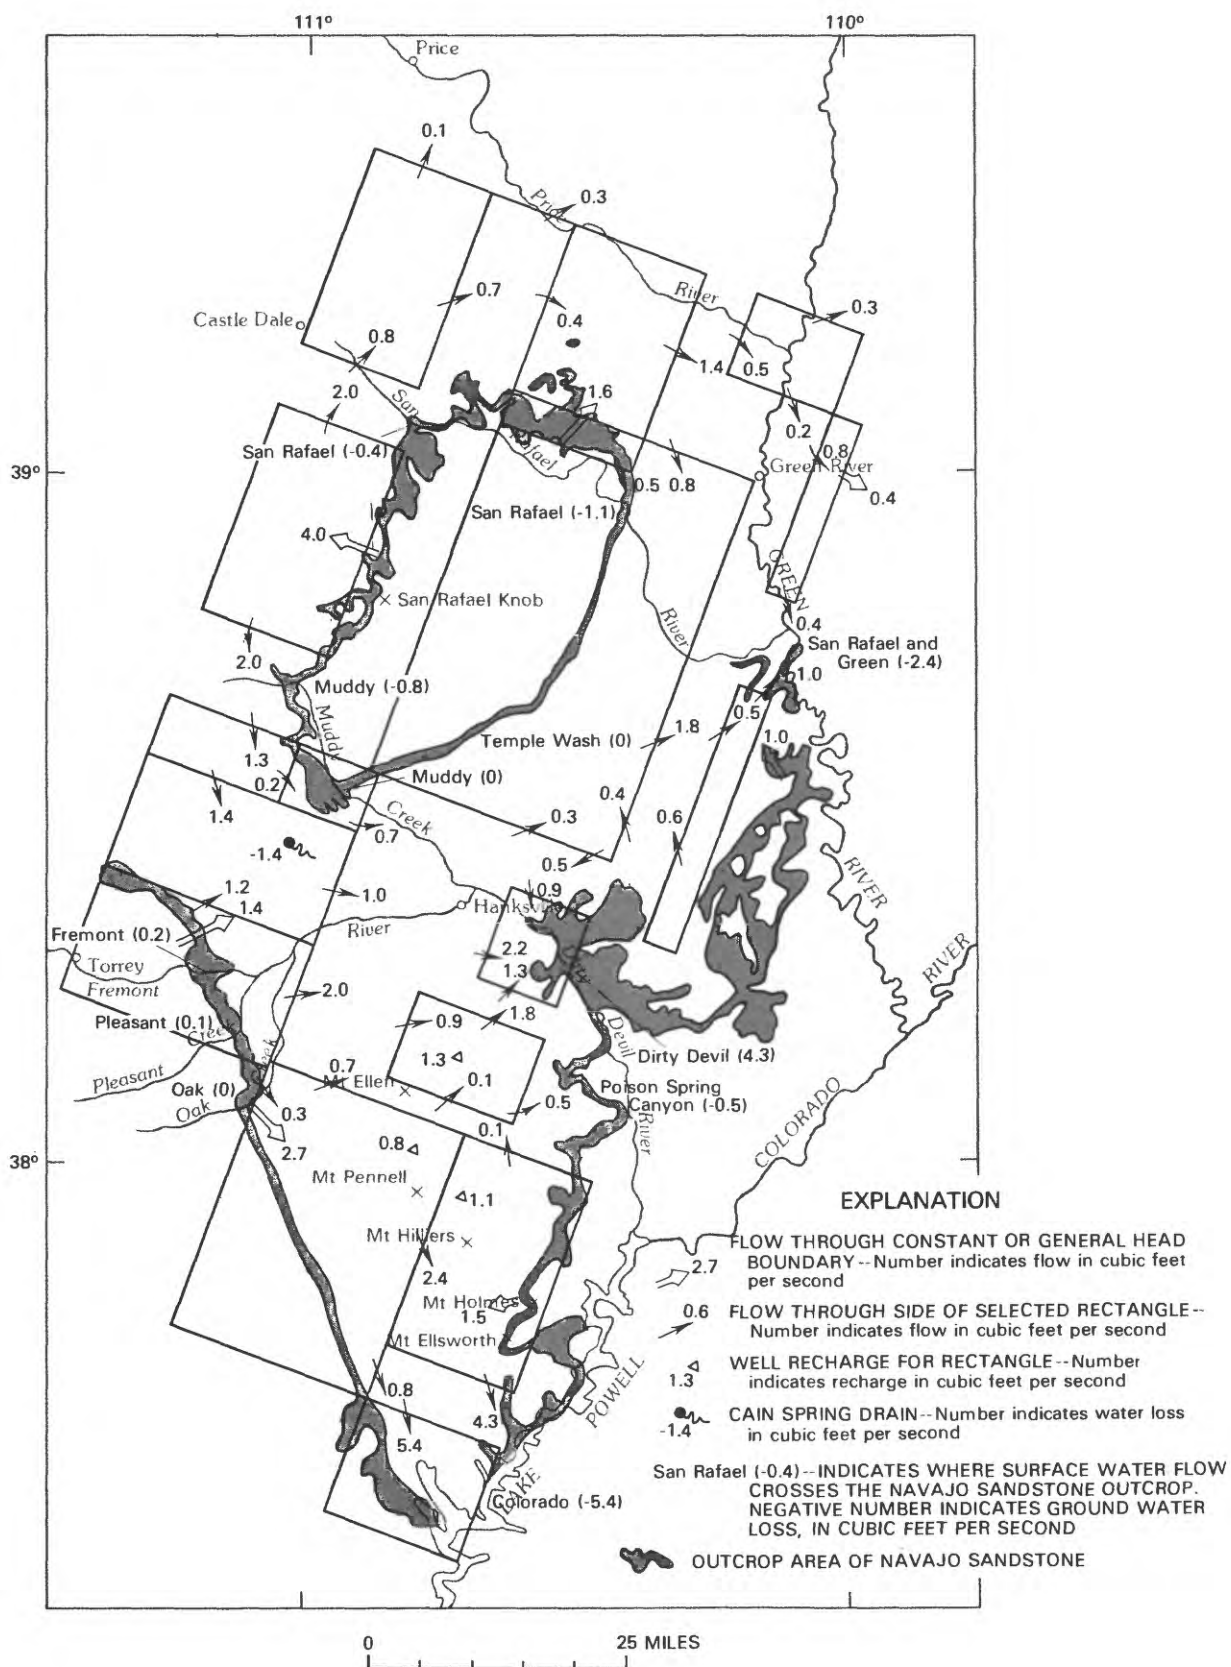 111° 110°
Price
0.1
0.3
Price
River
0.7
0.3
Castle Dale
0.8
0.4
0.5
1.4
2.0
San
1.6
0.2
San Rafael (-0.4)
Rafael
0.8
39°
0.5 0.8
Green River
0.4
San Rafael (-1.1)
4.0
GREEN
San Rafael Knob
River
0.4
San Rafael and
Green (-2.4)
2.0
1.0
Muddy (-0.8)
Muddy
0.5
1.8
Temple Wash (0)
1.0
1.3
0.2
Muddy (0)
1.4
Creek
0.4
0.7
0.3
0.6
-1.4
0.5
1.2
1.0
0.9
RIVER
1.4
Hanksville
Fremont (0.2)
River
2.2
Torrey
1.3
Dirty
RIVER
Fremont
2.0
Pleasant (0.1)
0.9
1.8
Devil
Creek
1.3
Dirty Devil (4.3)
Pleasant
Creek
0.7
0.1
Oak (0)
Mt Ellen
Poison Spring
Canyon (-0.5)
Oak
0.3
0.5
River
COLORADO
2.7
0.8
0.1
38°
Mt Pennell
1.1
Mt Hilliers
2.4
Mt Holmes
1.5
Mt Ellsworth
POWELL
0.8
4.3
5.4
LAKE
Colorado (-5.4)
EXPLANATION
2.7
FLOW THROUGH CONSTANT OR GENERAL HEAD
BOUNDARY--Number indicates flow in cubic feet
per second
0.6
FLOW THROUGH SIDE OF SELECTED RECTANGLE--
Number indicates flow in cubic feet per second
1.3
WELL RECHARGE FOR RECTANGLE--Number
indicates recharge in cubic feet per second
-1.4
CAIN SPRING DRAIN--Number indicates water loss
in cubic feet per second
San Rafael (-0.4)--INDICATES WHERE SURFACE WATER FLOW
CROSSES THE NAVAJO SANDSTONE OUTCROP.
NEGATIVE NUMBER INDICATES GROUND WATER
LOSS, IN CUBIC FEET PER SECOND
OUTCROP AREA OF NAVAJO SANDSTONE
0 25 MILES